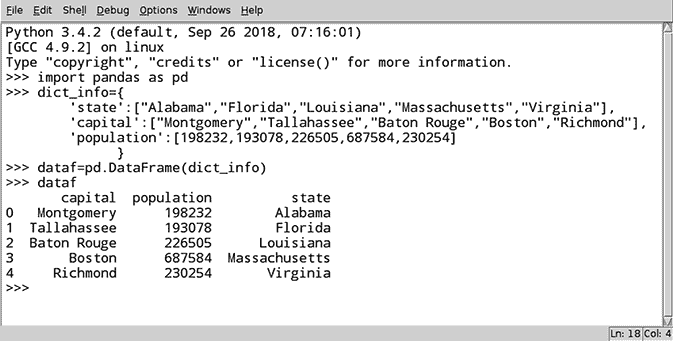 File Edit Shell Debug Options Windows Help
Python 3.4.2 (default, Sep 26 2018, 07:16:01)
[GCC 4.9.2] on linux
Type "copyright", "credits" or "license()" for more information.
>>> import pandas as pd
>>> dict_info={
        'state':["Alabama","Florida","Louisiana","Massachusetts","Virginia"],
        'capital':["Montgomery","Tallahassee","Baton Rouge","Boston","Richmond"],
        'population':[198232,193078,226505,687584,230254]
              }
>>> dataf=pd.DataFrame(dict_info)
>>> dataf
       capital  population          state
0   Montgomery      198232        Alabama
1  Tallahassee      193078        Florida
2  Baton Rouge      226505      Louisiana
3       Boston      687584  Massachusetts
4     Richmond      230254       Virginia
>>>
Ln: 18 Col: 4